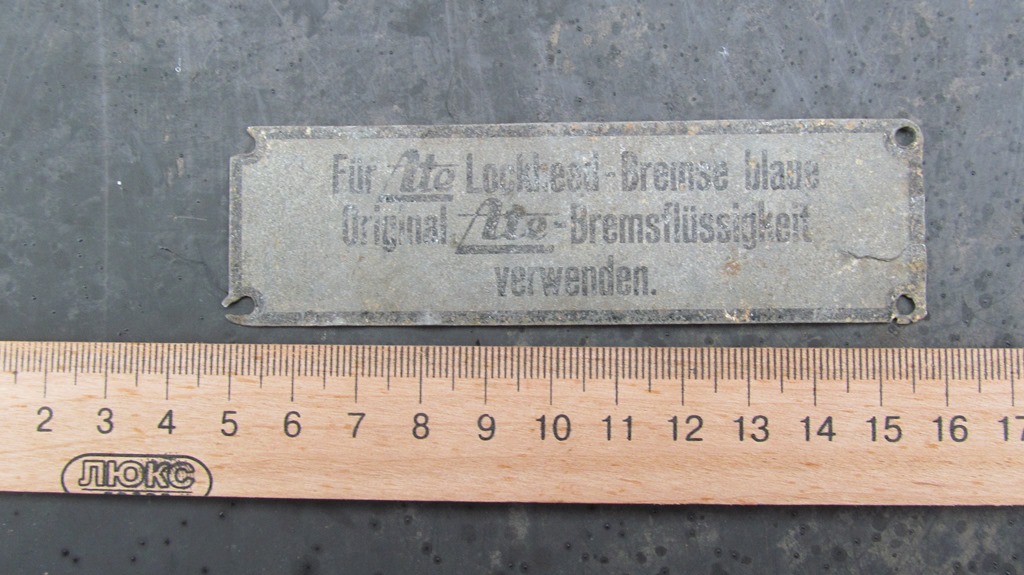 Für Ate Lockheed-Bremse blaue
Original Ate-Bremsflüssigkeit
verwenden.
2 3 4 5 6 7 8 9 10 11 12 13 14 15 16 17
ЛЮКС